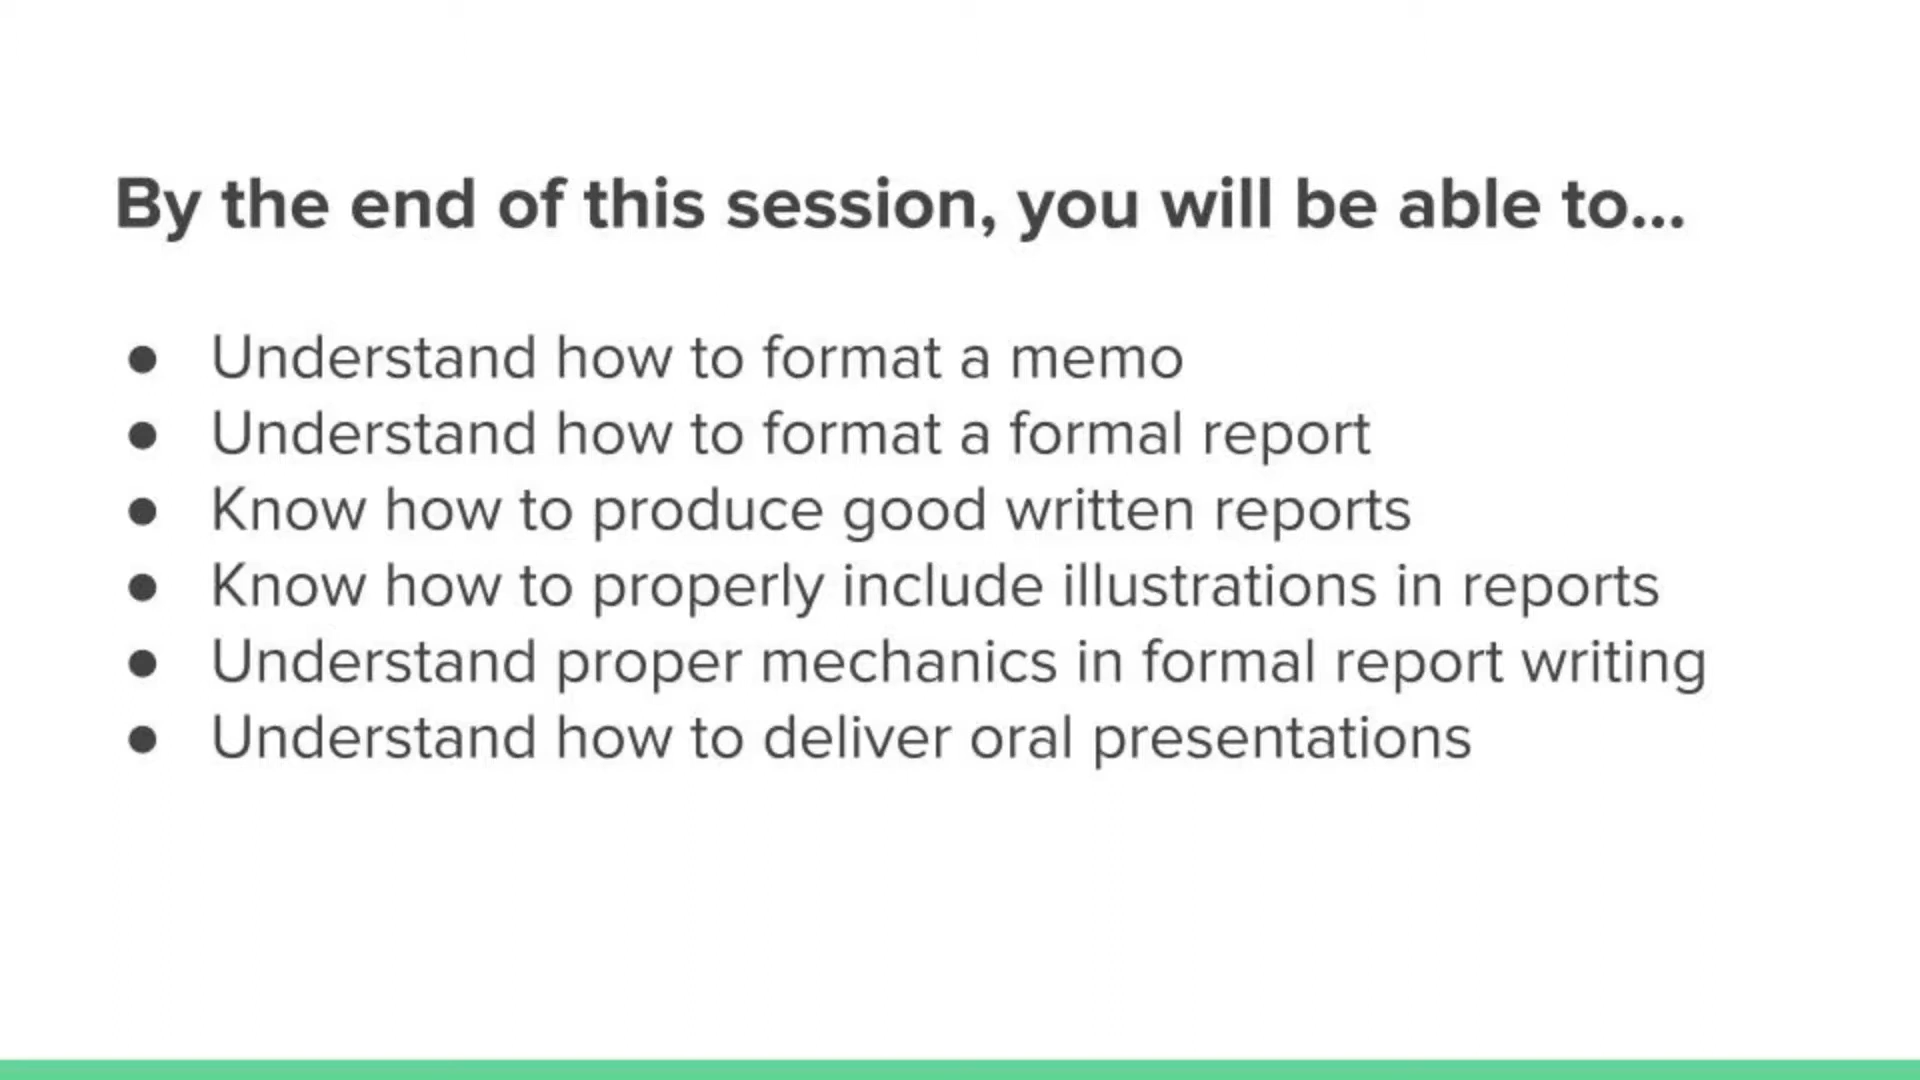 By the end of this session, you will be able to...
● Understand how to format a memo
● Understand how to format a formal report
● Know how to produce good written reports
● Know how to properly include illustrations in reports
● Understand proper mechanics in formal report writing
● Understand how to deliver oral presentations